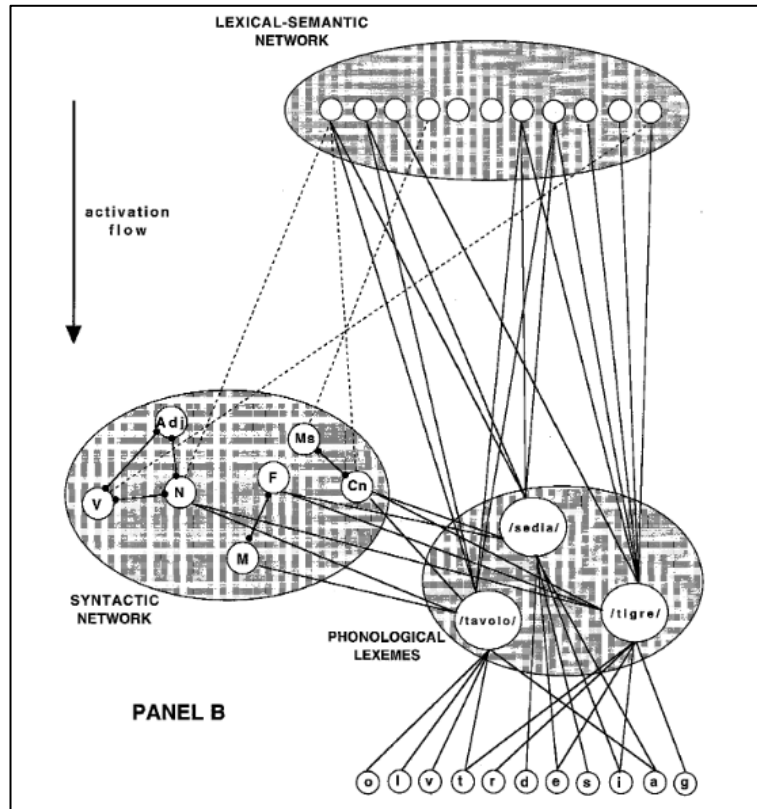 LEXICAL-SEMANTIC
NETWORK
activation
flow
Adj
Ms
V
N
F
Cn
M
SYNTACTIC
NETWORK
/sedia/
/tavolo/
/tigre/
PHONOLOGICAL
LEXEMES
PANEL B
o l v t r d e s i a g